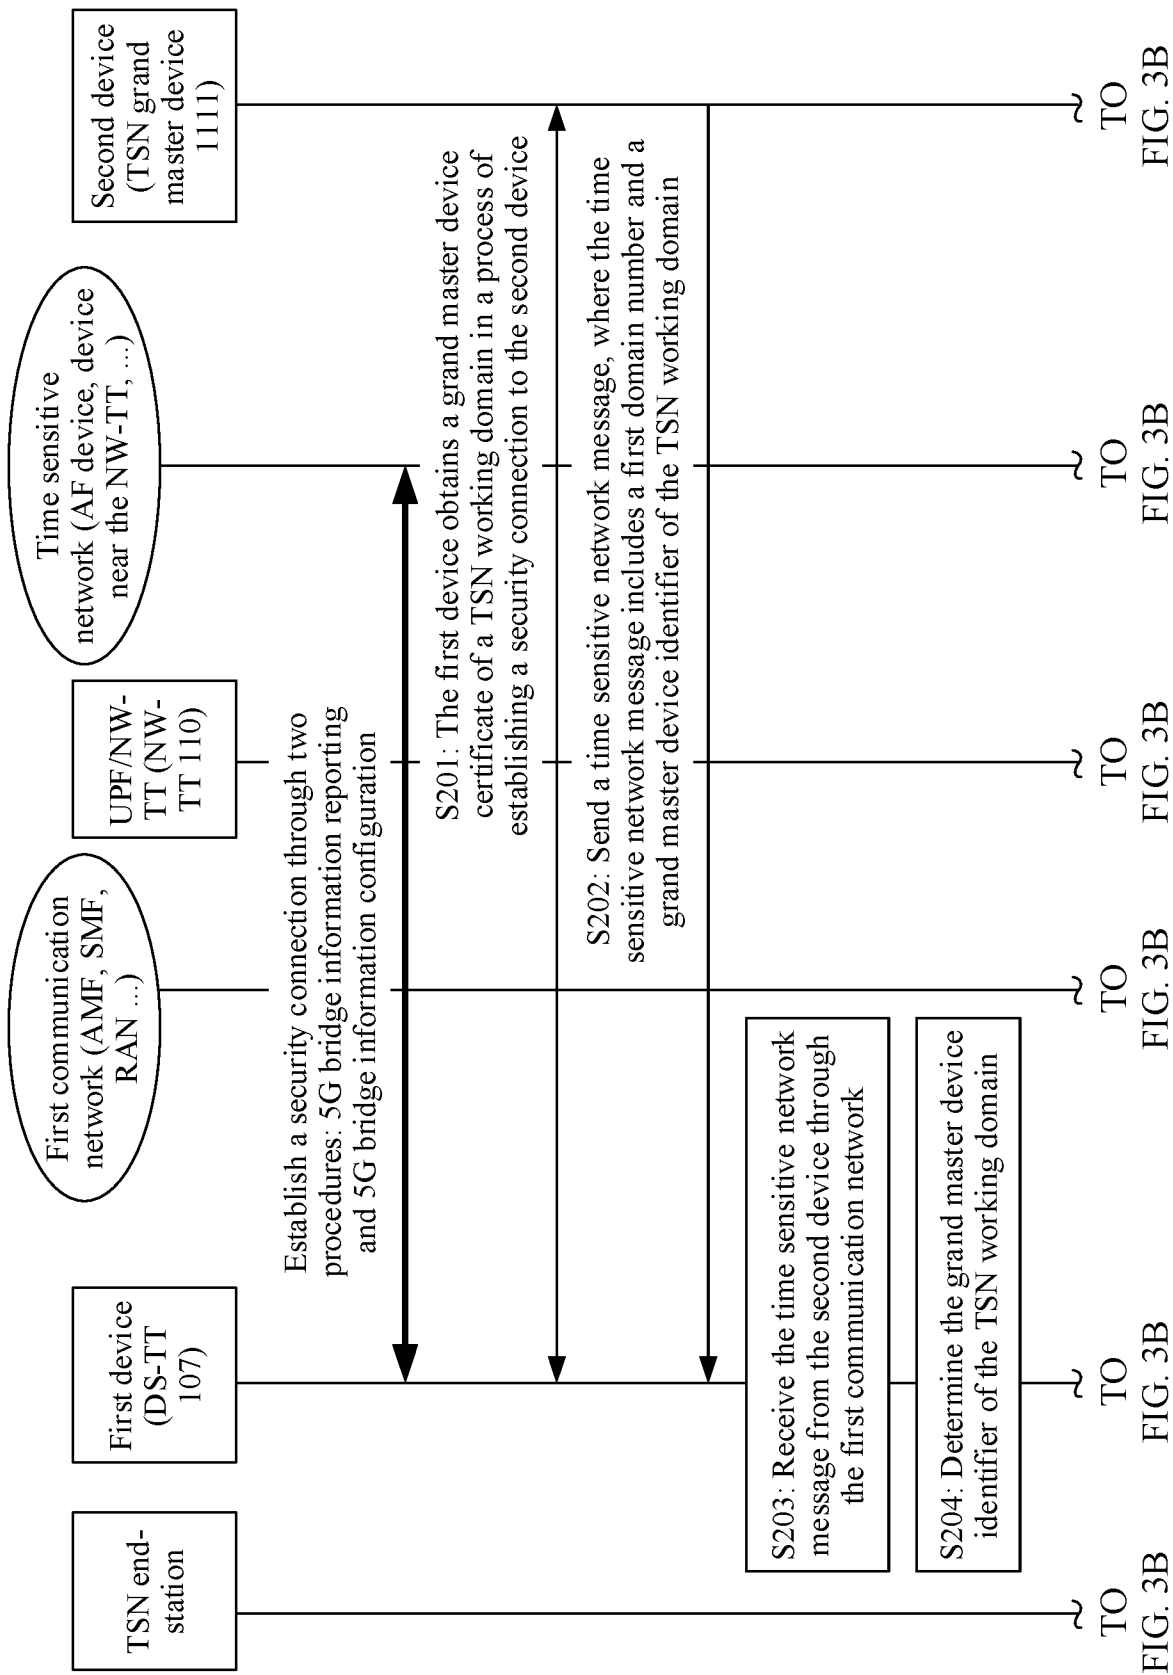 TSN end-
station
First device
(DS-TT
107)
First communication
network (AMF, SMF,
RAN ...)
UPF/NW-
TT (NW-
TT 110)
Time sensitive
network (AF device, device
near the NW-TT, ...)
Second device
(TSN grand
master device
1111)
Establish a security connection through two
procedures: 5G bridge information reporting
and 5G bridge information configuration
S201: The first device obtains a grand master device
certificate of a TSN working domain in a process of
establishing a security connection to the second device
S202: Send a time sensitive network message, where the time
sensitive network message includes a first domain number and a
grand master device identifier of the TSN working domain
S203: Receive the time sensitive network
message from the second device through
the first communication network
S204: Determine the grand master device
identifier of the TSN working domain
TO
FIG. 3B
TO
FIG. 3B
TO
FIG. 3B
TO
FIG. 3B
TO
FIG. 3B
TO
FIG. 3B